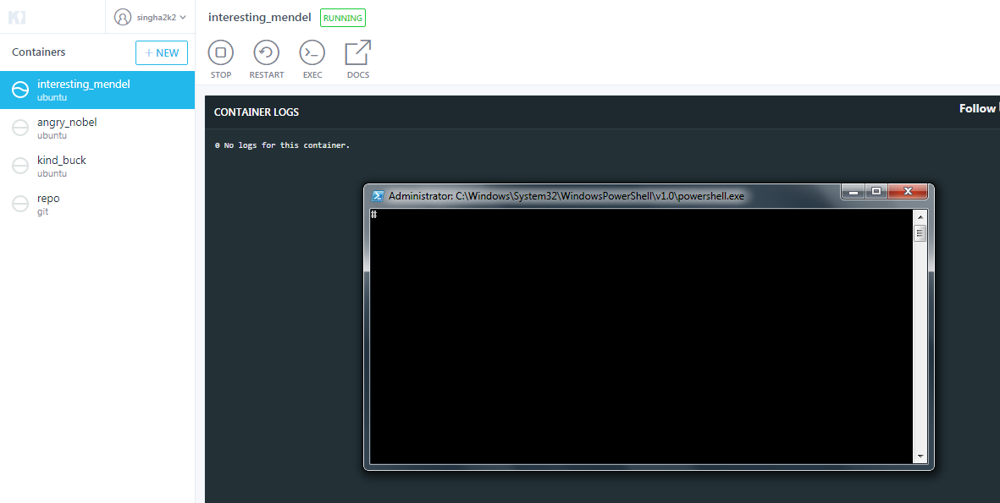 singha2k2
Containers
+ NEW
interesting_mendel
ubuntu
angry_nobel
ubuntu
kind_buck
ubuntu
repo
git
interesting_mendel RUNNING
STOP RESTART EXEC DOCS
CONTAINER LOGS Follow
0 No logs for this container.
Administrator: C:\Windows\System32\WindowsPowerShell\v1.0\powershell.exe
#